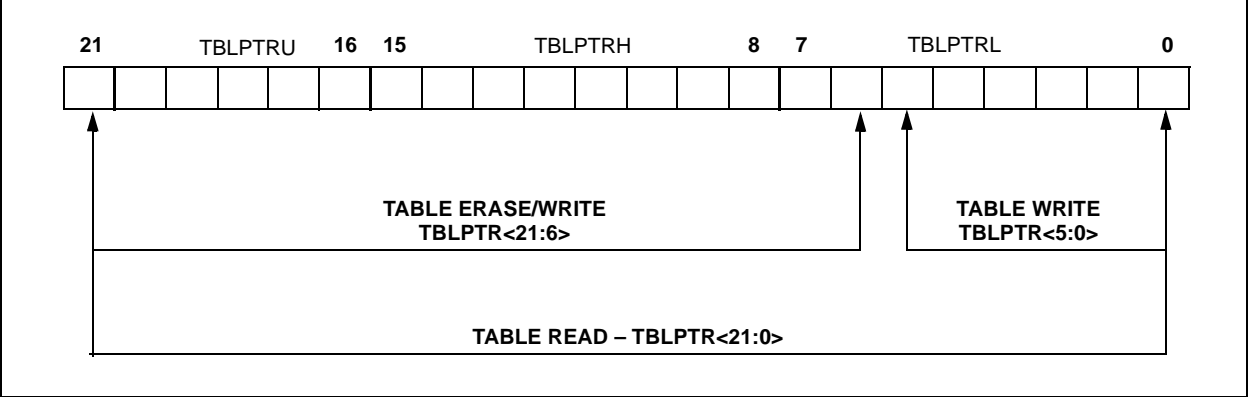 21 TBLPTRU 16 15 TBLPTRH 8 7 TBLPTRL 0
TABLE ERASE/WRITE
TBLPTR<21:6>
TABLE WRITE
TBLPTR<5:0>
TABLE READ – TBLPTR<21:0>